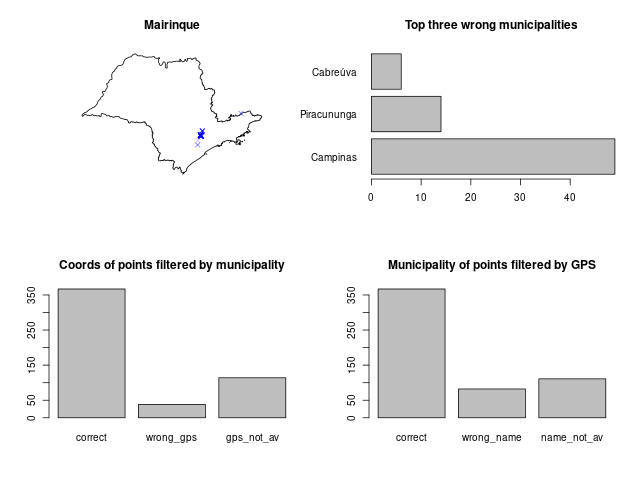 Mairinque
Top three wrong municipalities
Cabreúva
Piracununga
Campinas
0 10 20 30 40
Coords of points filtered by municipality
350
150
50
0
correct wrong_gps gps_not_av
Municipality of points filtered by GPS
350
150
50
0
correct wrong_name name_not_av